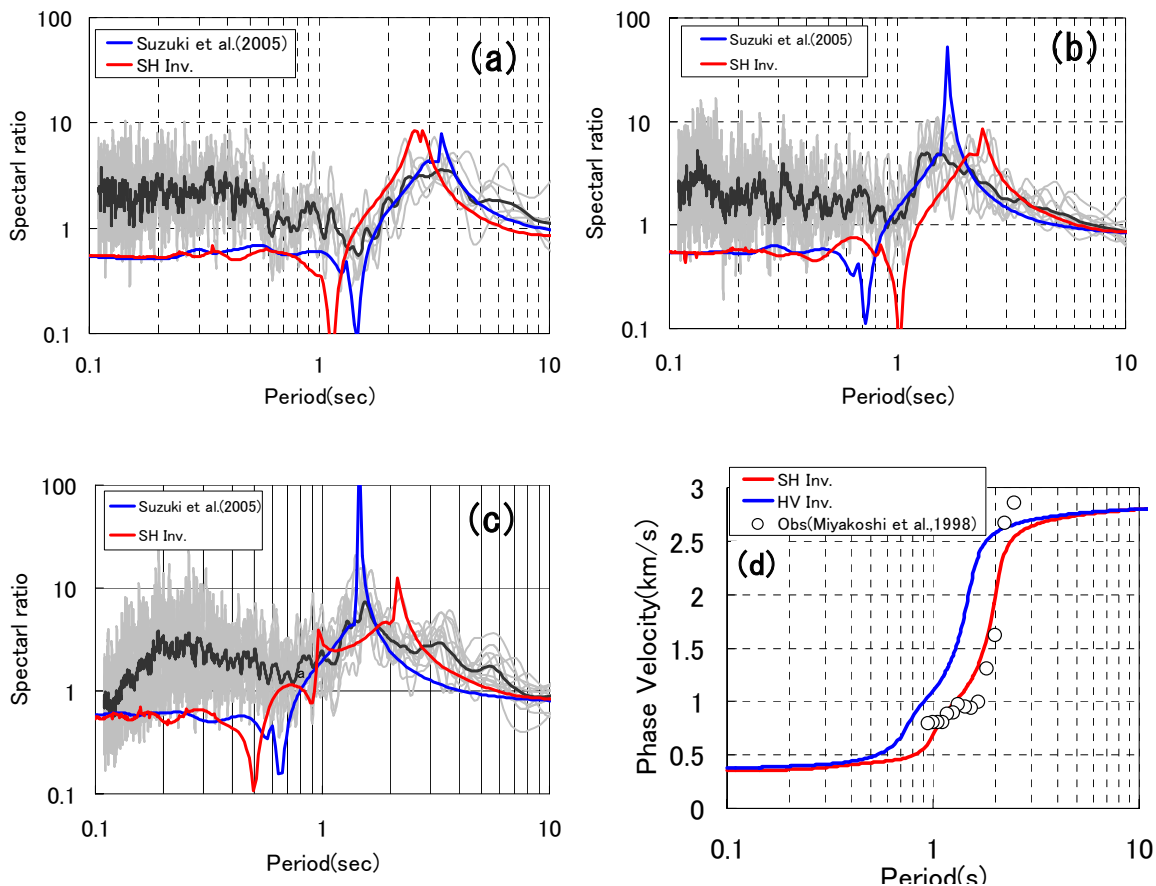 100
10
1
0.1
Spectarl ratio
Suzuki et al.(2005)
SH Inv.
(a)
0.1 1 10
Period(sec)
100
10
1
0.1
Spectarl ratio
Suzuki et al.(2005)
SH Inv.
(b)
0.1 1 10
Period(sec)
100
10
1
0.1
Spectarl ratio
Suzuki et al.(2005)
SH Inv.
(c)
a
0.1 1 10
Period(sec)
3
2.5
2
1.5
1
0.5
0
Phase Velocity(km/s)
SH Inv.
HV Inv.
Obs(Miyakoshi et al.,1998)
(d)
0.1 1 10
Period(s)